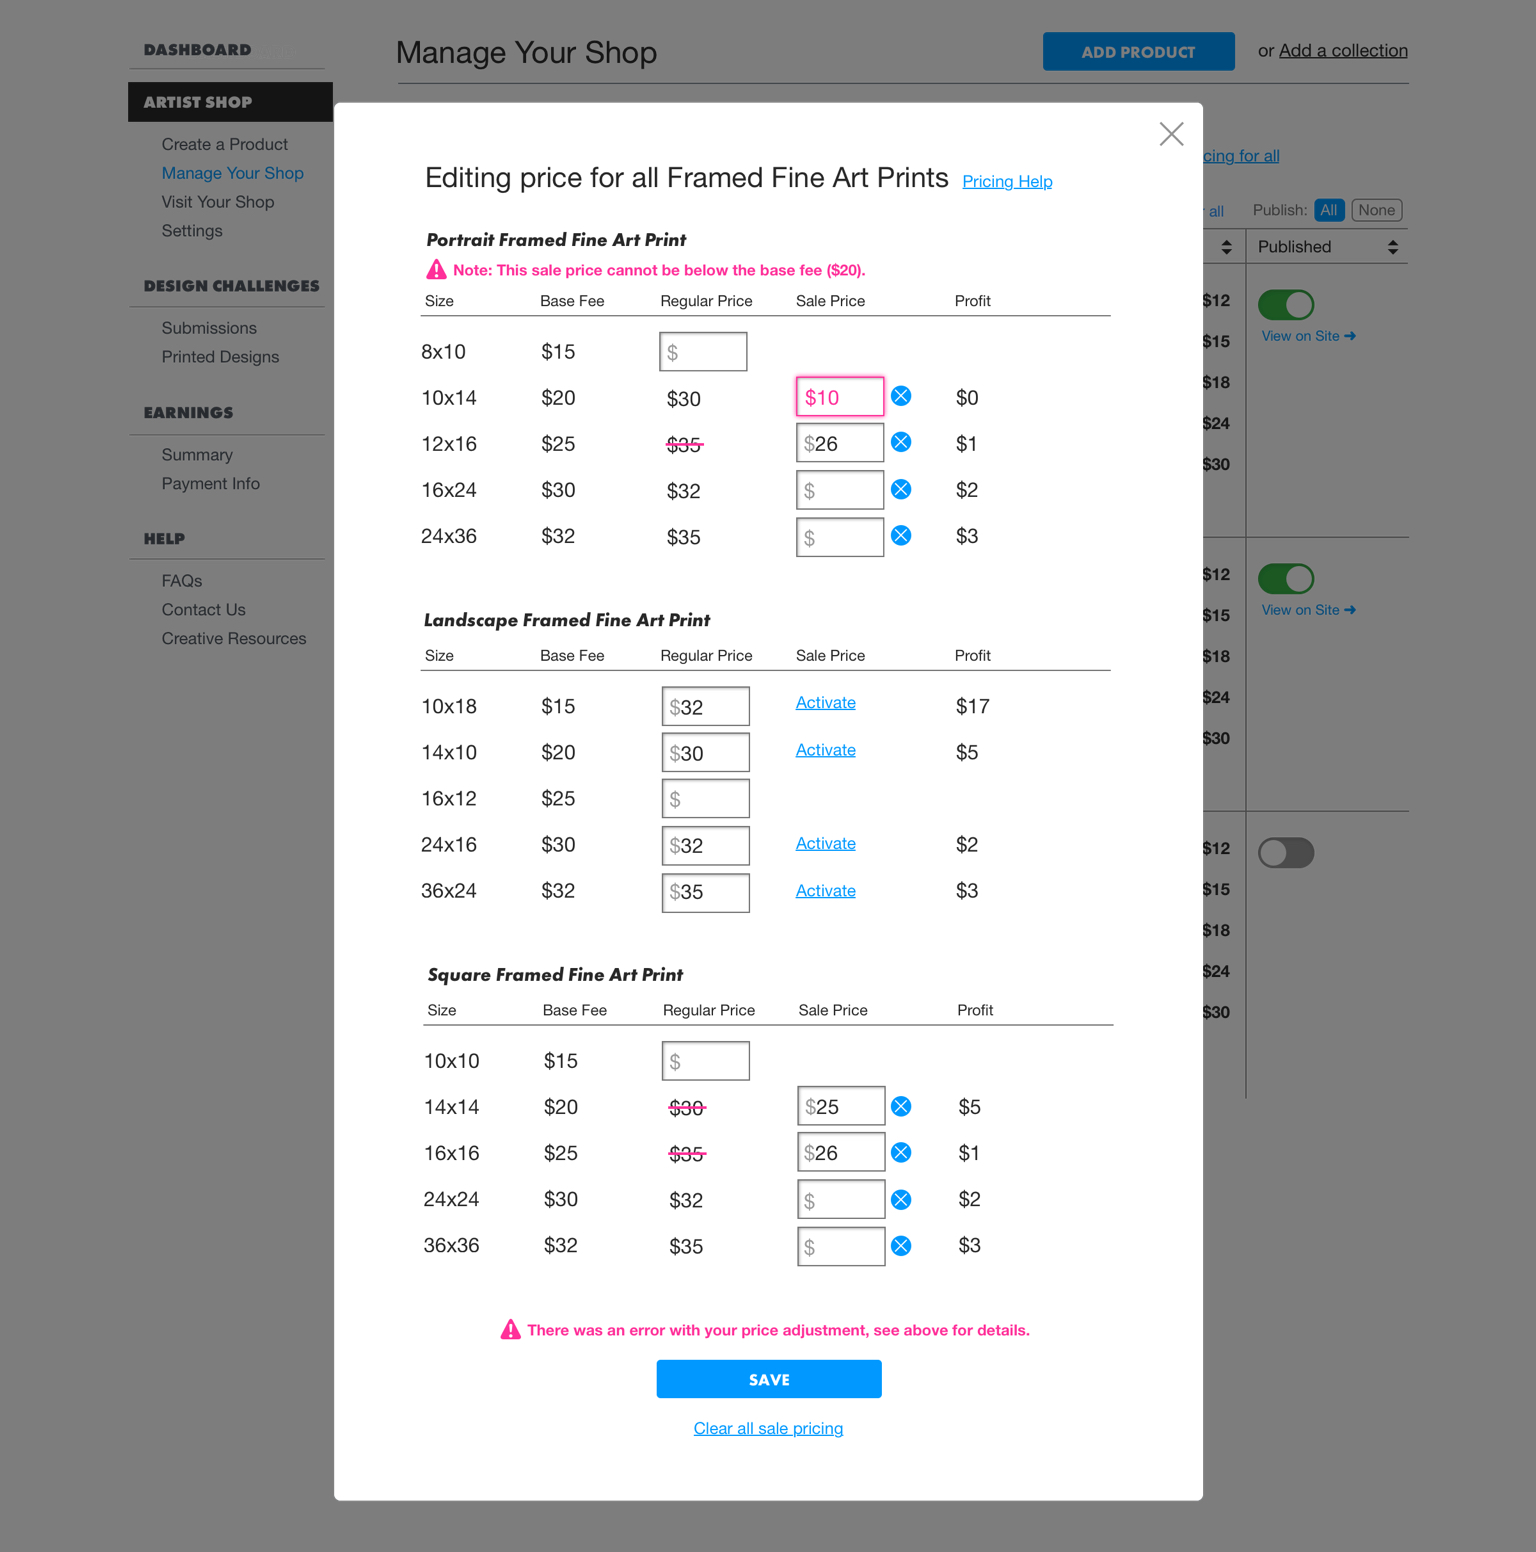 DASHBOARD
Manage Your Shop
ADD PRODUCT
or Add a collection
ARTIST SHOP
Create a Product
Manage Your Shop
Visit Your Shop
Settings
DESIGN CHALLENGES
Submissions
Printed Designs
EARNINGS
Summary
Payment Info
HELP
FAQs
Contact Us
Creative Resources
Editing price for all Framed Fine Art Prints Pricing Help
Portrait Framed Fine Art Print
Note: This sale price cannot be below the base fee ($20).
Size Base Fee Regular Price Sale Price Profit
8x10 $15 $
10x14 $20 $30 $10 $0
12x16 $25 $35 $26 $1
16x24 $30 $32 $ $2
24x36 $32 $35 $ $3
Landscape Framed Fine Art Print
Size Base Fee Regular Price Sale Price Profit
10x18 $15 $32 Activate $17
14x10 $20 $30 Activate $5
16x12 $25 $
24x16 $30 $32 Activate $2
36x24 $32 $35 Activate $3
Square Framed Fine Art Print
Size Base Fee Regular Price Sale Price Profit
10x10 $15 $
14x14 $20 $30 $25 $5
16x16 $25 $35 $26 $1
24x24 $30 $32 $ $2
36x36 $32 $35 $ $3
There was an error with your price adjustment, see above for details.
SAVE
Clear all sale pricing
for all
all Publish: All None
Published
$12
View on Site
$15
$18
$24
$30
$12
View on Site
$15
$18
$24
$30
$12
$15
$18
$24
$30